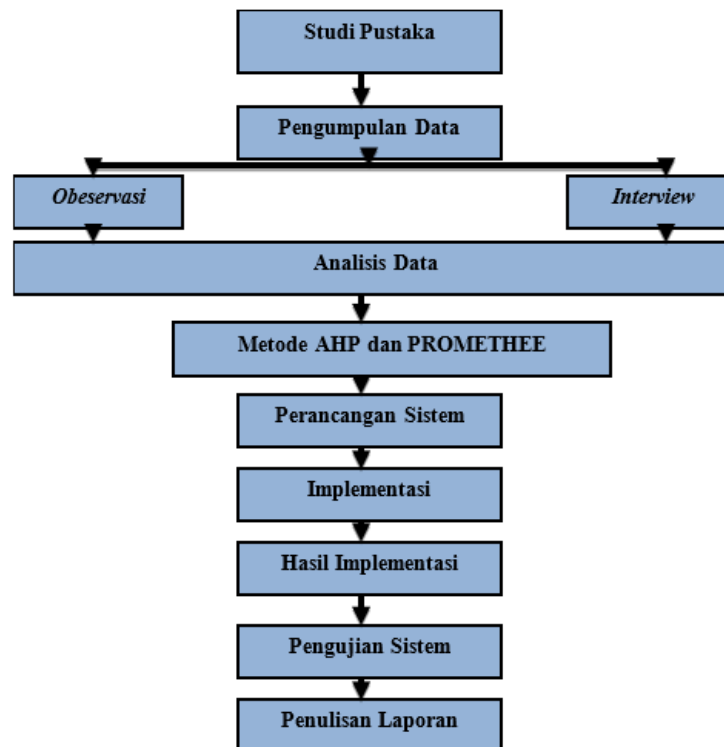 Studi Pustaka
Pengumpulan Data
Obeservasi
Interview
Analisis Data
Metode AHP dan PROMETHEE
Perancangan Sistem
Implementasi
Hasil Implementasi
Pengujian Sistem
Penulisan Laporan